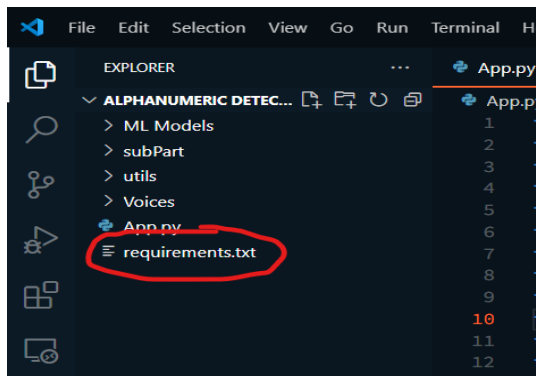 File Edit Selection View Go Run Terminal H
EXPLORER ... App.py
ALPHANUMERIC DETEC... App.p
ML Models
subPart
utils
Voices
App.py
requirements.txt
1
2
3
4
5
6
7
8
9
10
11
12